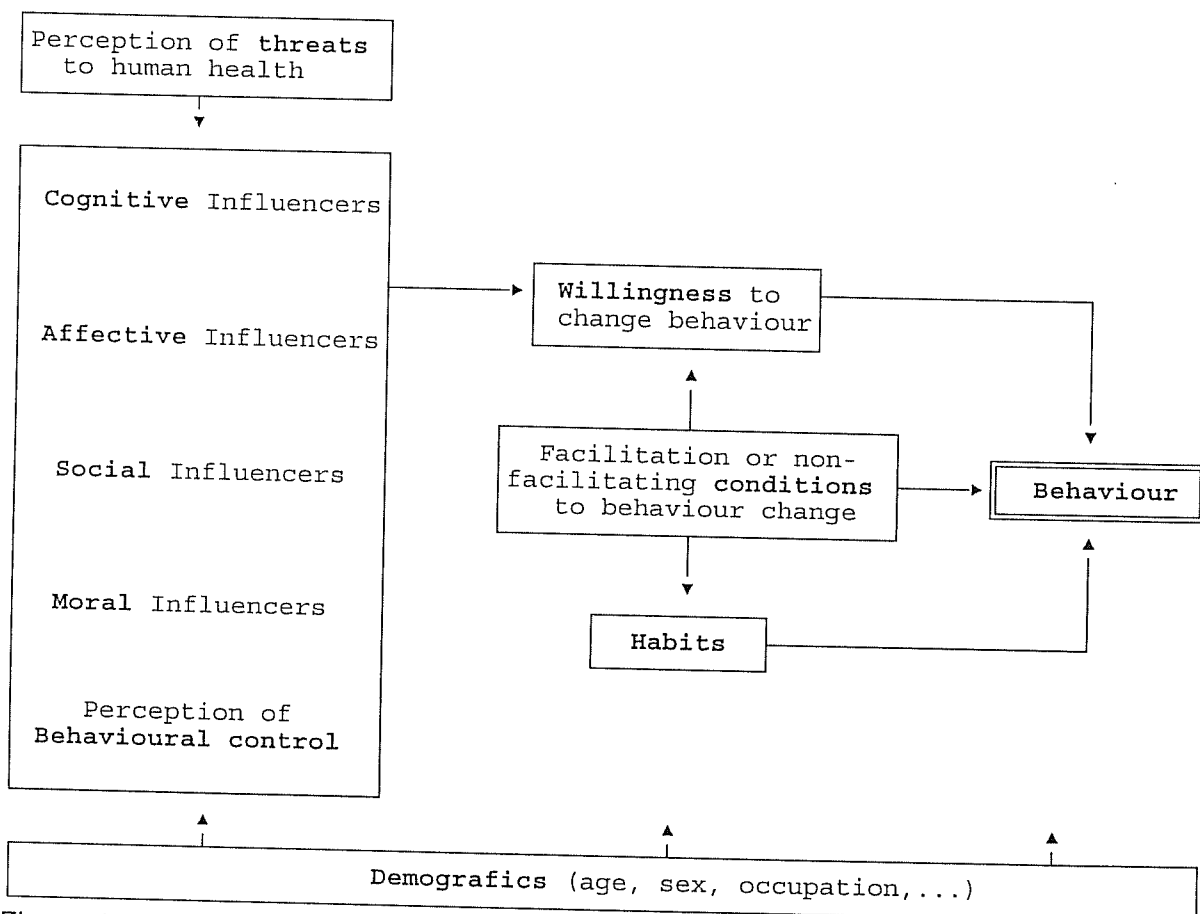 Perception of threats
to human health
Cognitive Influencers
Affective Influencers
Social Influencers
Moral Influencers
Perception of
Behavioural control
Willingness to
change behaviour
Facilitation or non-
facilitating conditions
to behaviour change
Habits
Behaviour
Demografics (age, sex, occupation,...)